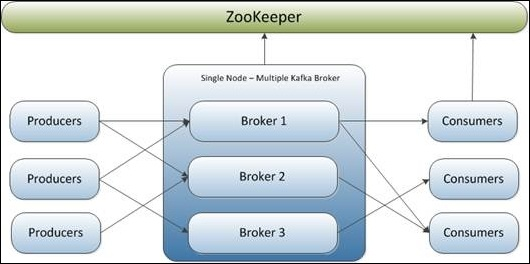 ZooKeeper
Single Node – Multiple Kafka Broker
Producers
Broker 1
Consumers
Producers
Broker 2
Consumers
Producers
Broker 3
Consumers